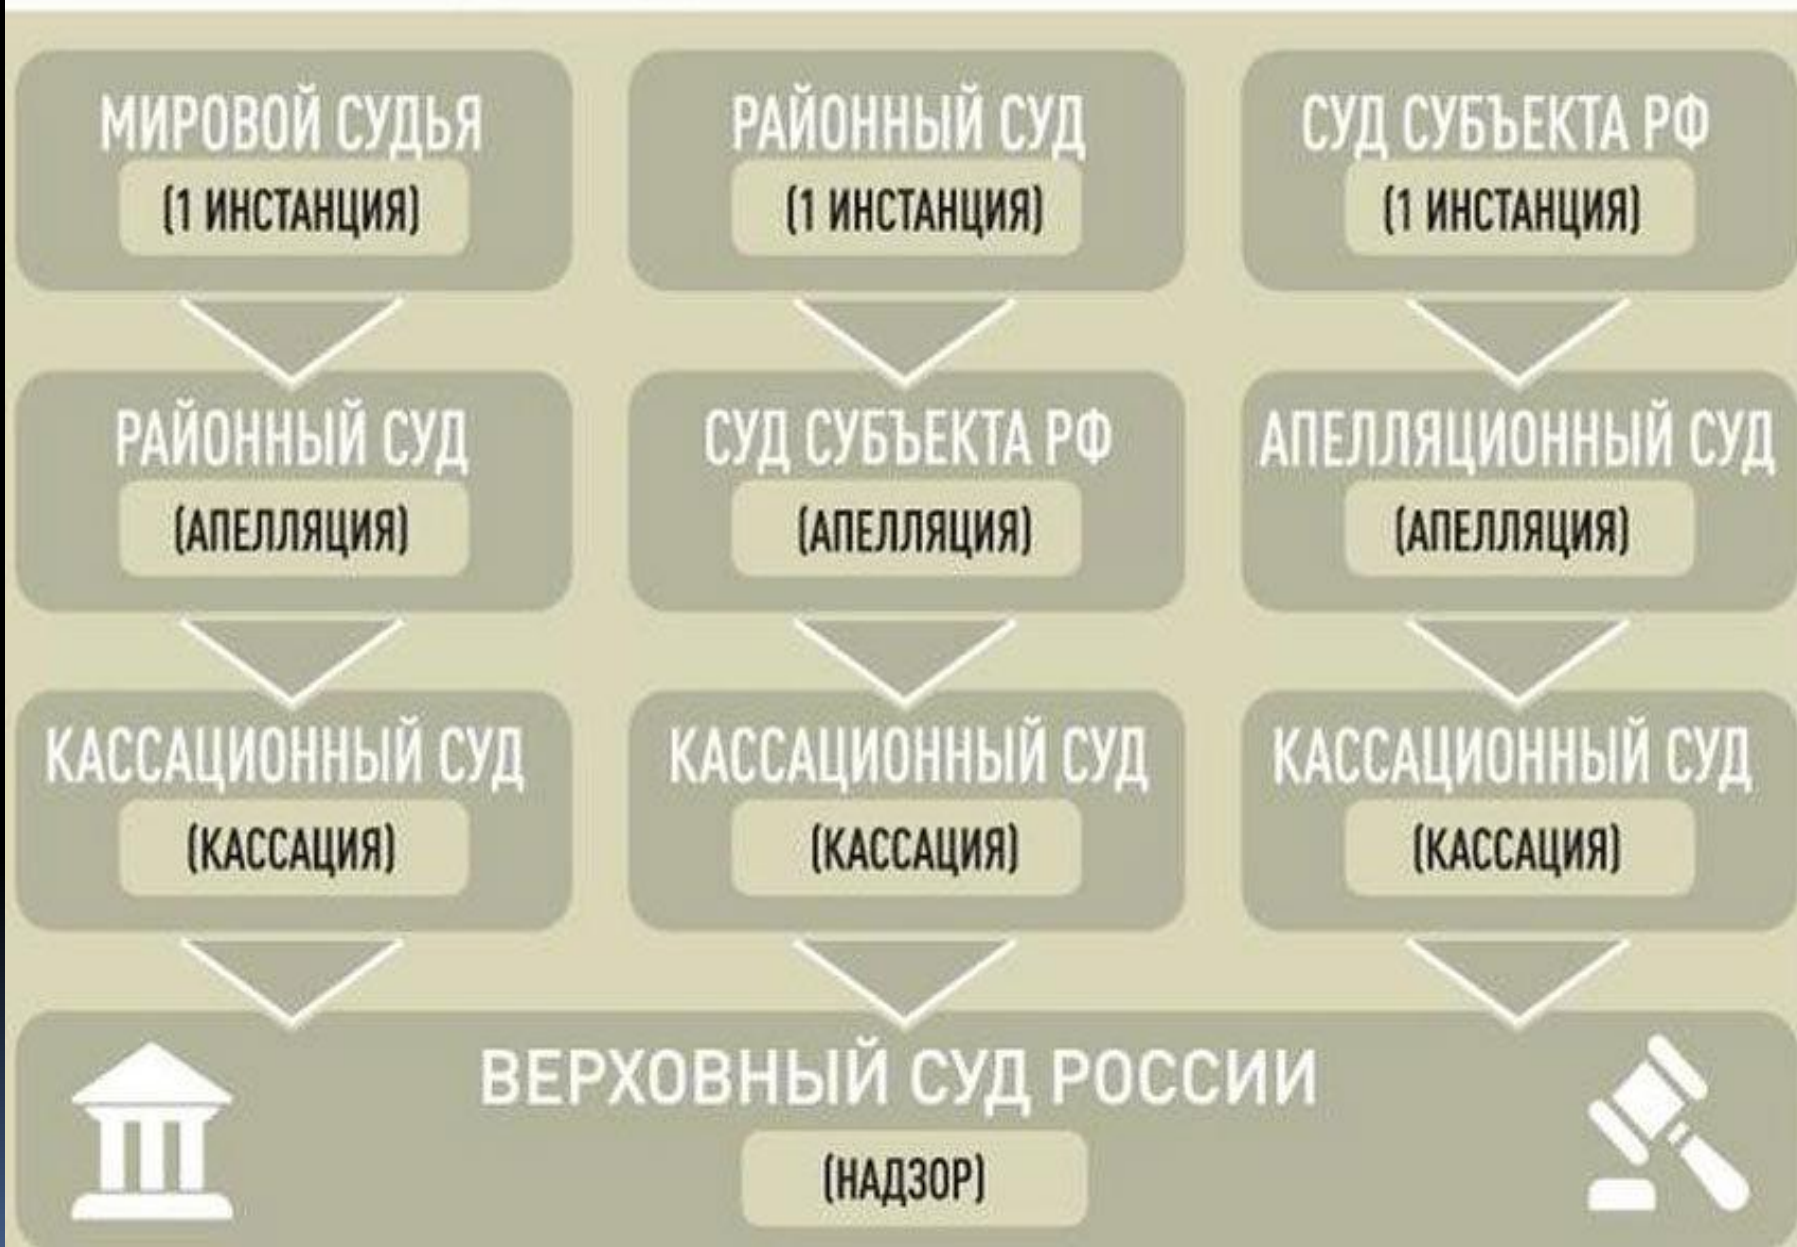 МИРОВОЙ СУДЬЯ
(1 ИНСТАНЦИЯ)
РАЙОННЫЙ СУД
(1 ИНСТАНЦИЯ)
СУД СУБЪЕКТА РФ
(1 ИНСТАНЦИЯ)
РАЙОННЫЙ СУД
(АПЕЛЛЯЦИЯ)
СУД СУБЪЕКТА РФ
(АПЕЛЛЯЦИЯ)
АПЕЛЛЯЦИОННЫЙ СУД
(АПЕЛЛЯЦИЯ)
КАССАЦИОННЫЙ СУД
(КАССАЦИЯ)
КАССАЦИОННЫЙ СУД
(КАССАЦИЯ)
КАССАЦИОННЫЙ СУД
(КАССАЦИЯ)
ВЕРХОВНЫЙ СУД РОССИИ
(НАДЗОР)